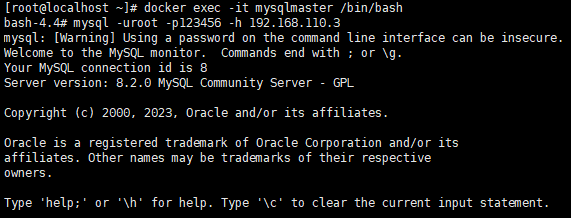 [root@localhost ~]# docker exec -it mysqlmaster /bin/bash
bash-4.4# mysql -uroot -p123456 -h 192.168.110.3
mysql: [Warning] Using a password on the command line interface can be insecure.
Welcome to the MySQL monitor.  Commands end with ; or \g.
Your MySQL connection id is 8
Server version: 8.2.0 MySQL Community Server - GPL

Copyright (c) 2000, 2023, Oracle and/or its affiliates.

Oracle is a registered trademark of Oracle Corporation and/or its
affiliates. Other names may be trademarks of their respective
owners.

Type 'help;' or '\h' for help. Type '\c' to clear the current input statement.